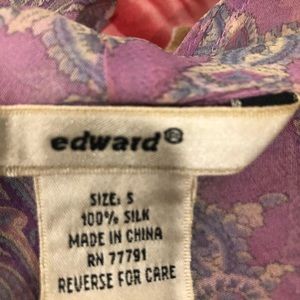 edward®
SIZE: S
100% SILK
MADE IN CHINA
RN 77791
REVERSE FOR CARE